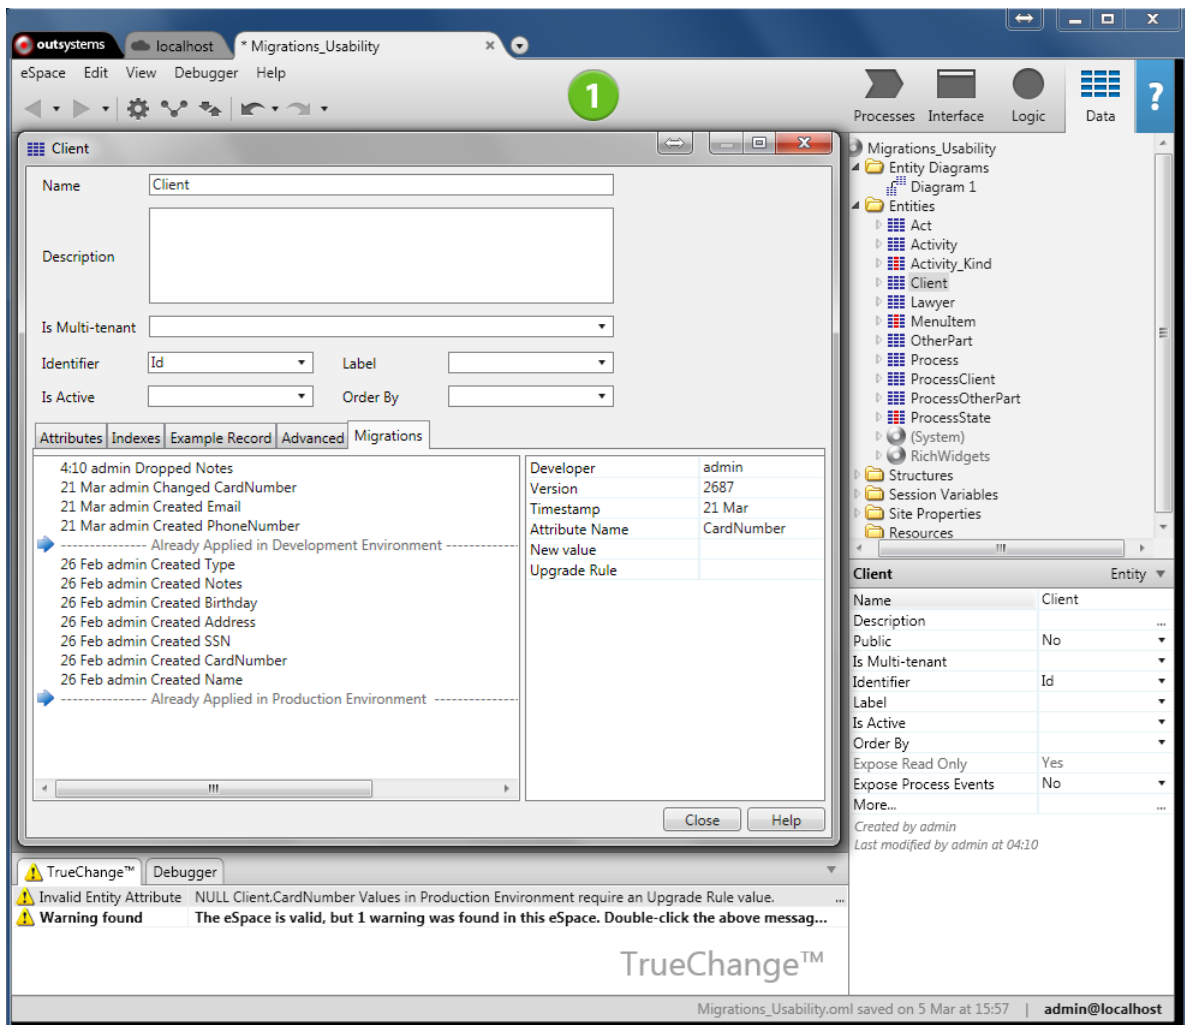 outsystems localhost * Migrations_Usability
eSpace Edit View Debugger Help
1
Processes Interface Logic Data ?
Client
Name Client
Description
Is Multi-tenant
Identifier Id Label
Is Active Order By
Attributes Indexes Example Record Advanced Migrations
4:10 admin Dropped Notes
21 Mar admin Changed CardNumber
21 Mar admin Created Email
21 Mar admin Created PhoneNumber
--------------- Already Applied in Development Environment ------------
26 Feb admin Created Type
26 Feb admin Created Notes
26 Feb admin Created Birthday
26 Feb admin Created Address
26 Feb admin Created SSN
26 Feb admin Created CardNumber
26 Feb admin Created Name
--------------- Already Applied in Production Environment --------------
Developer admin
Version 2687
Timestamp 21 Mar
Attribute Name CardNumber
New value
Upgrade Rule
Close Help
Migrations_Usability
Entity Diagrams
Diagram 1
Entities
Act
Activity
Activity_Kind
Client
Lawyer
MenuItem
OtherPart
Process
ProcessClient
ProcessOtherPart
ProcessState
(System)
RichWidgets
Structures
Session Variables
Site Properties
Resources
Client Entity
Name Client
Description ...
Public No
Is Multi-tenant
Identifier Id
Label
Is Active
Order By
Expose Read Only Yes
Expose Process Events No
More... ...
Created by admin
Last modified by admin at 04:10
TrueChange™ Debugger
Invalid Entity Attribute NULL Client.CardNumber Values in Production Environment require an Upgrade Rule value. ...
Warning found The eSpace is valid, but 1 warning was found in this eSpace. Double-click the above messag...
TrueChange™
Migrations_Usability.oml saved on 5 Mar at 15:57 | admin@localhost